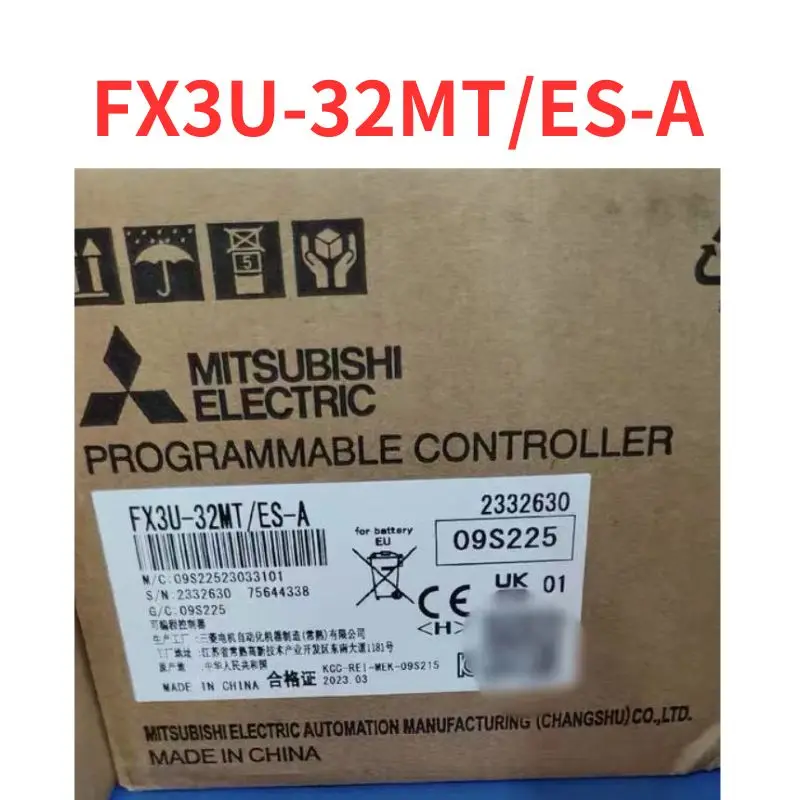 FX3U-32MT/ES-A
5
MITSUBISHI
ELECTRIC
PROGRAMMABLE CONTROLLER
FX3U-32MT/ES-A
2332630
for battery
EU
09S225
M/C:09S22523033101
S/N:2332630 75644338
G/C:09S225
UK 01
CE
<H>
可编程控制器
生产工厂:三菱电机自动化机器制造(常熟)有限公司
工厂地址:江苏省常熟高新技术产业开发区东南大道1181号
原产地:中华人民共和国
KCC-REI-MEK-09S215
MADE IN CHINA 合格证 2023.03
MITSUBISHI ELECTRIC AUTOMATION MANUFACTURING (CHANGSHU) CO.,LTD.
MADE IN CHINA